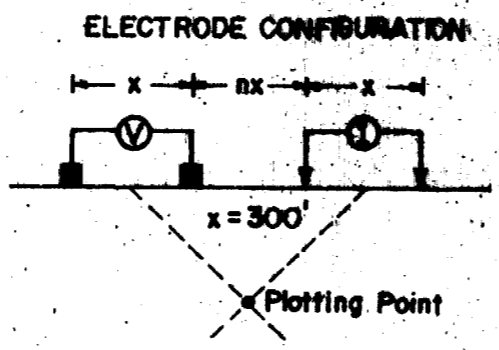 ELECTRODE CONFIGURATION
x nx x
V I
x = 300'
Plotting Point